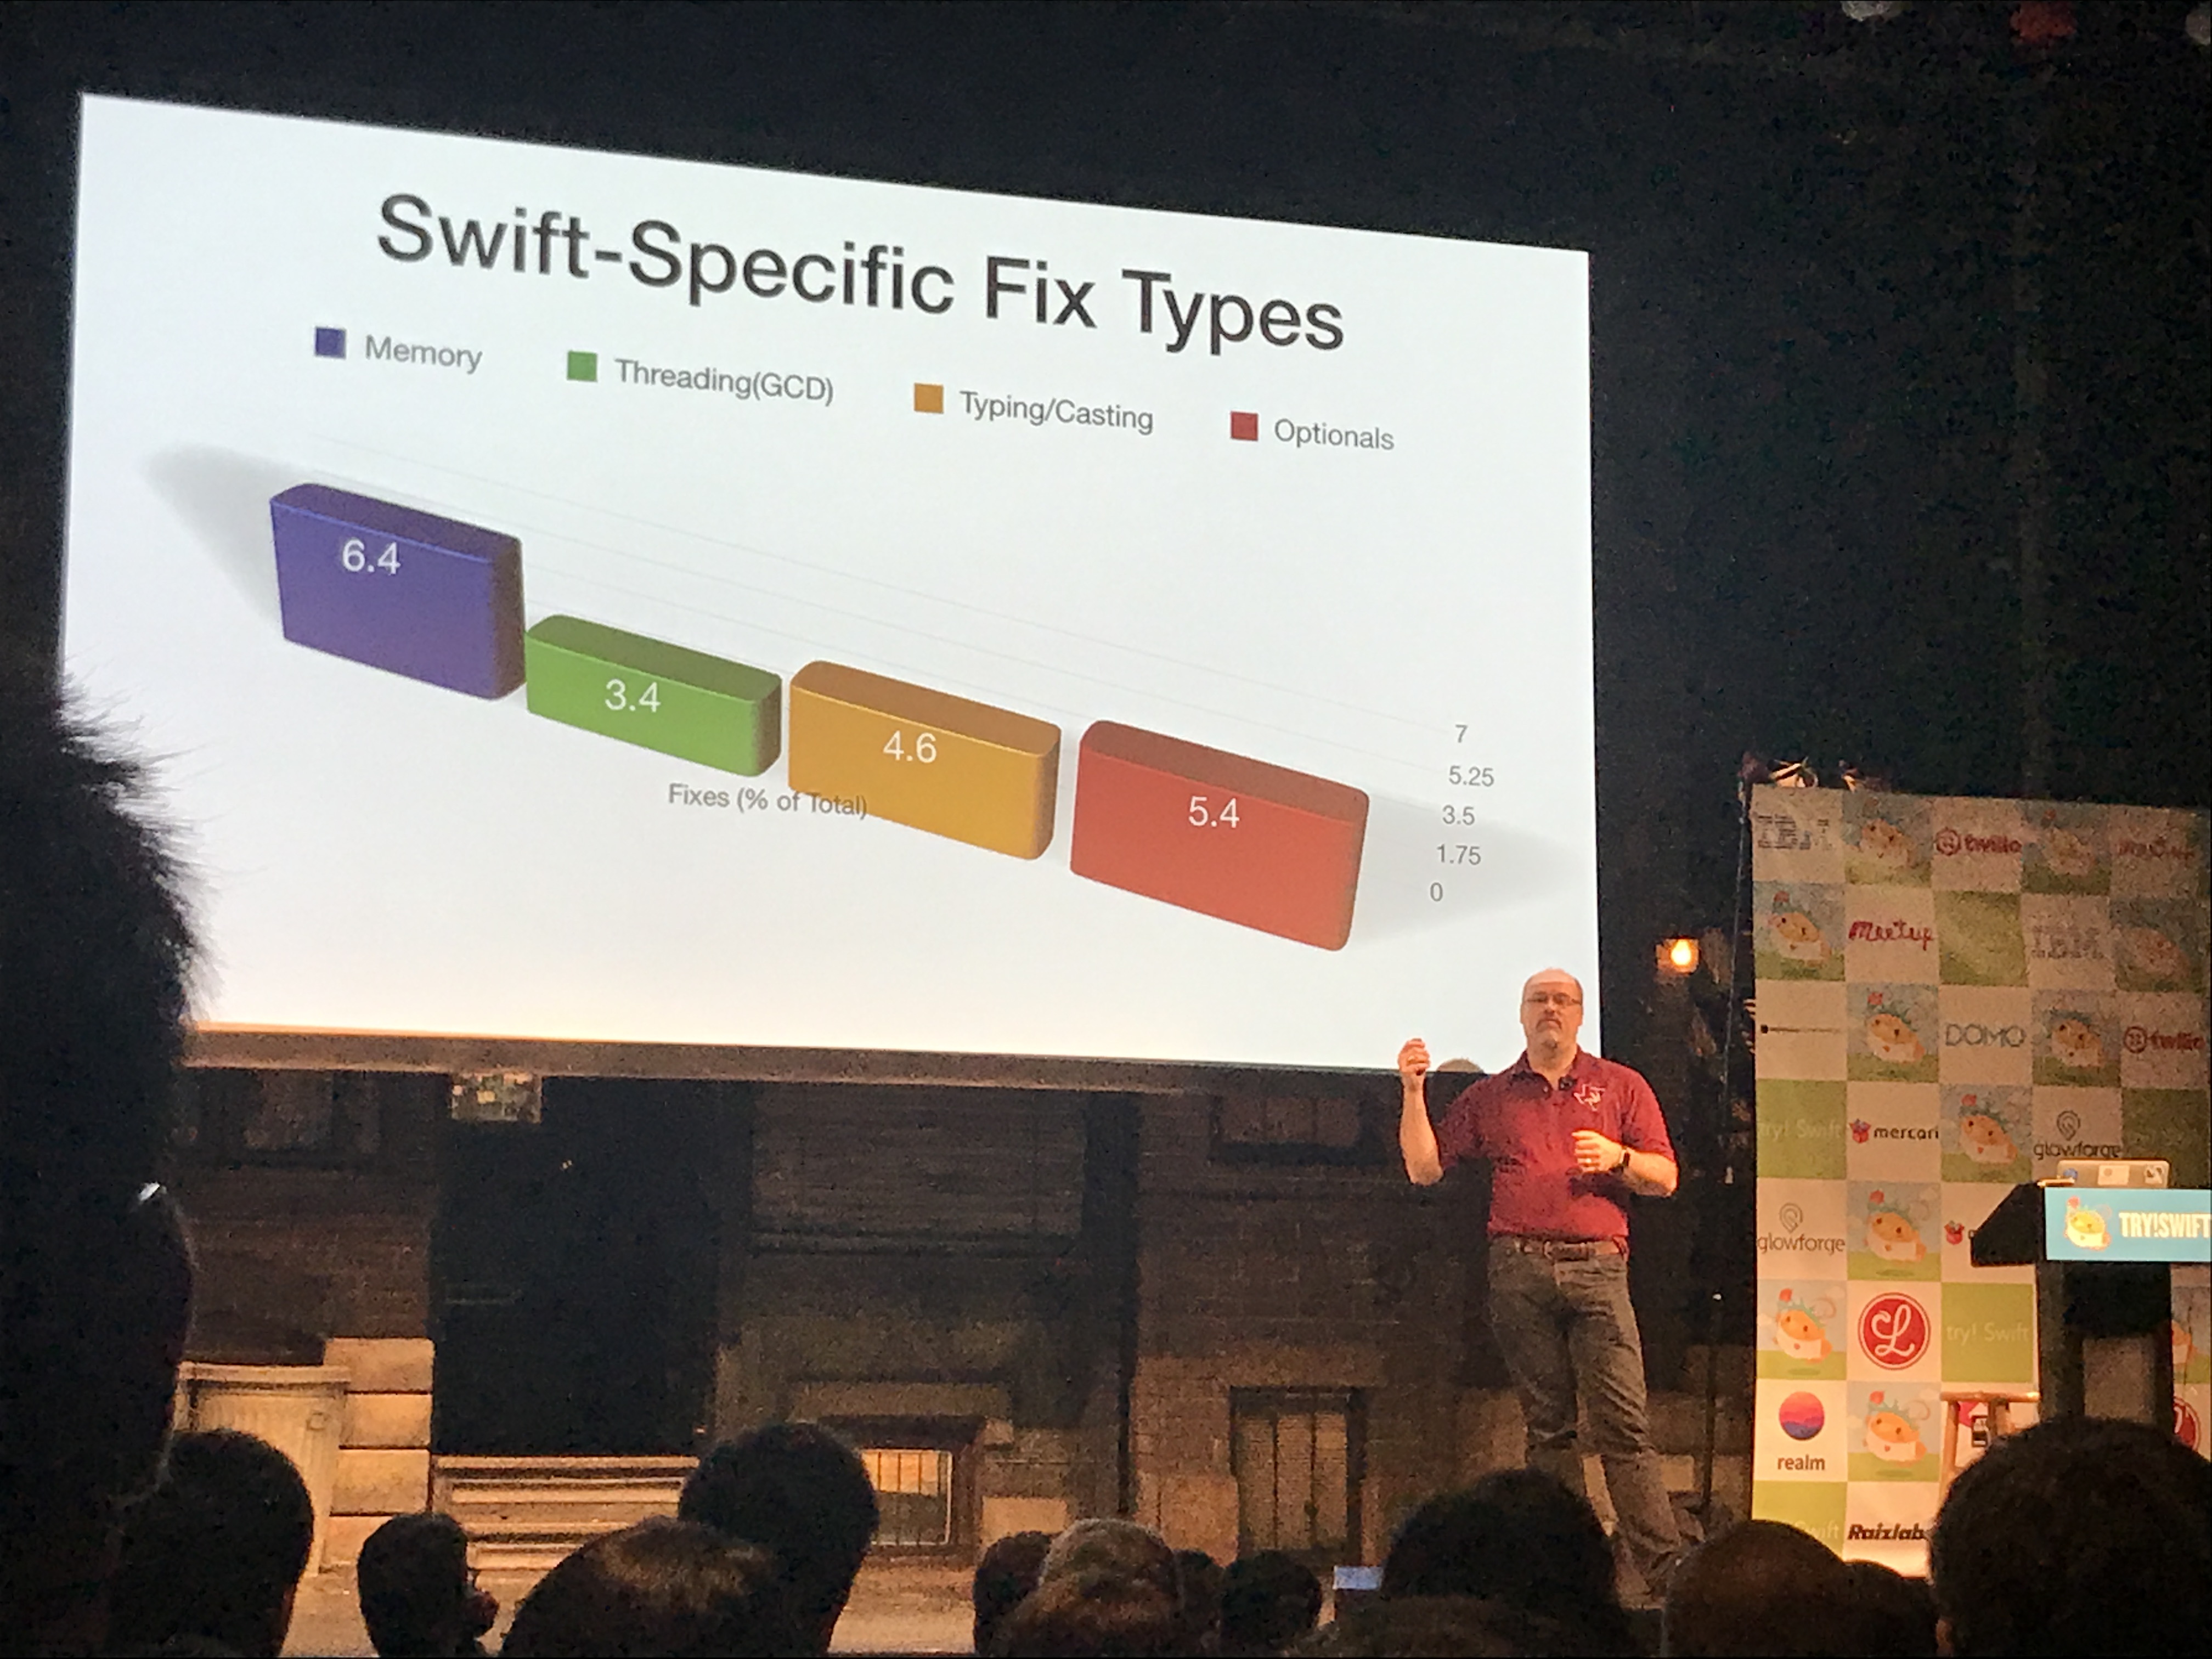 Swift-Specific Fix Types
Memory
Threading(GCD)
Typing/Casting
Optionals
6.4
3.4
4.6
5.4
Fixes (% of Total)
7
5.25
3.5
1.75
0
IBM
twilio
Meetup
IBM
DOMO
twilio
try! Swift
mercari
glowforge
TRY!SWIFT
glowforge
L
try! Swift
realm
Swift
Raizlab